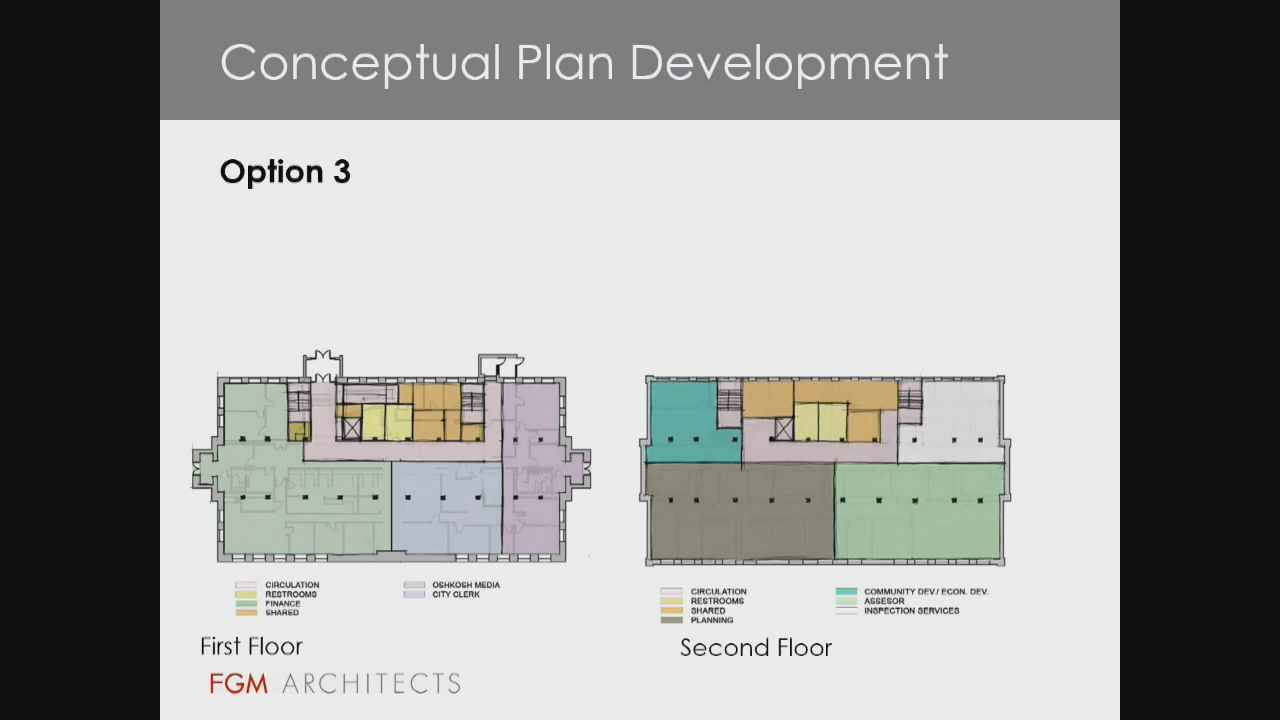 Conceptual Plan Development
Option 3
CIRCULATION
RESTROOMS
FINANCE
SHARED
OSHKOSH MEDIA
CITY CLERK
First Floor
CIRCULATION
RESTROOMS
SHARED
PLANNING
COMMUNITY DEV./ ECON. DEV.
ASSESOR
INSPECTION SERVICES
Second Floor
FGM ARCHITECTS